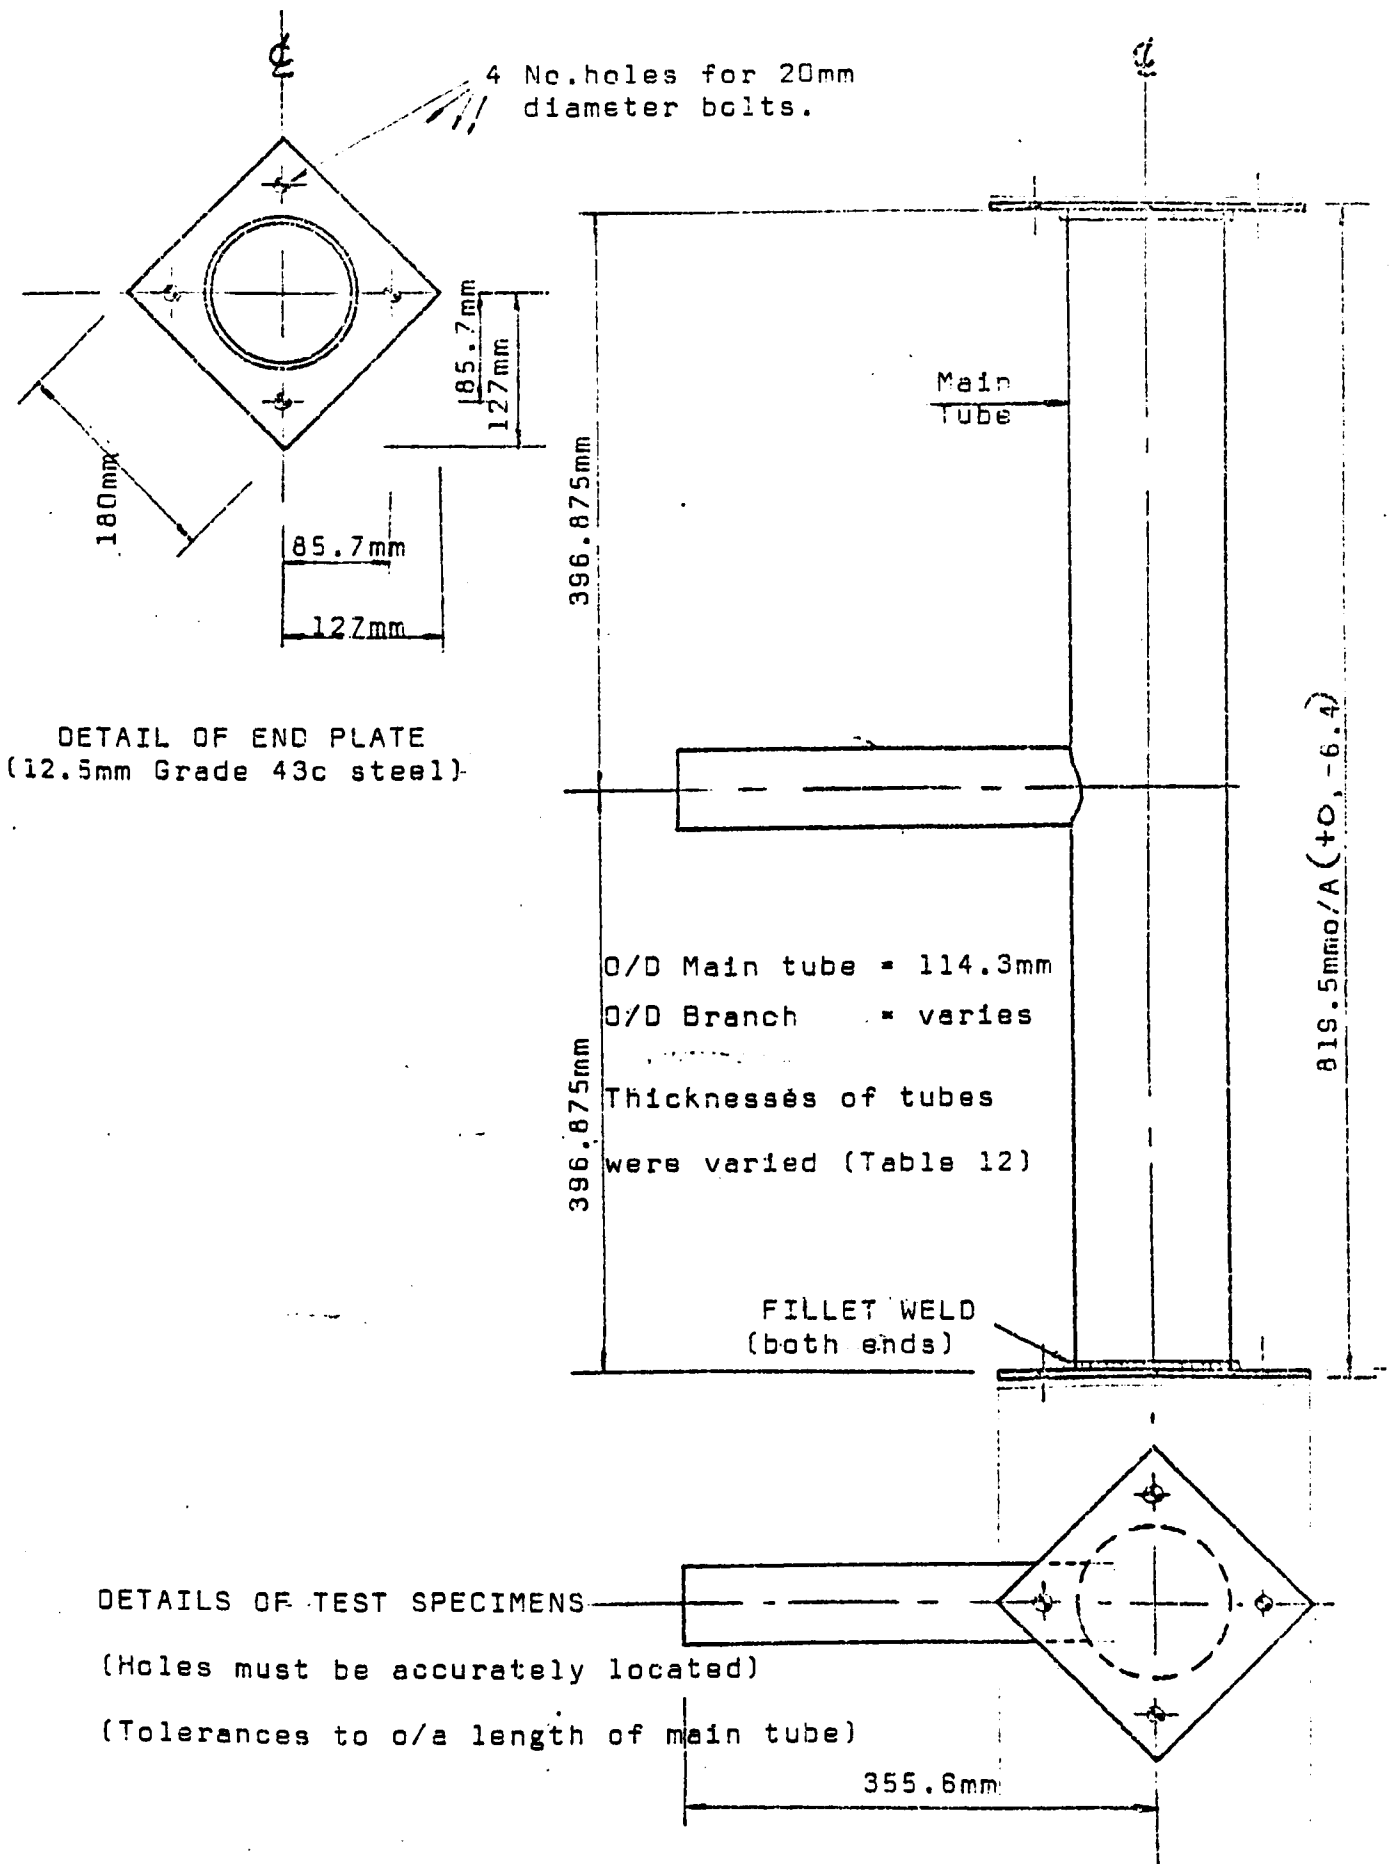 4 No.holes for 20mm
diameter bolts.
85.7mm
127mm
180mm
85.7mm
127mm
DETAIL OF END PLATE
(12.5mm Grade 43c steel)
396.875mm
Main
Tube
819.5mmO/A(+0,-6.4)
O/D Main tube = 114.3mm
O/D Branch = varies
396.875mm
Thicknesses of tubes
were varied (Table 12)
FILLET WELD
(both ends)
DETAILS OF TEST SPECIMENS
(Holes must be accurately located)
(Tolerances to o/a length of main tube)
355.6mm